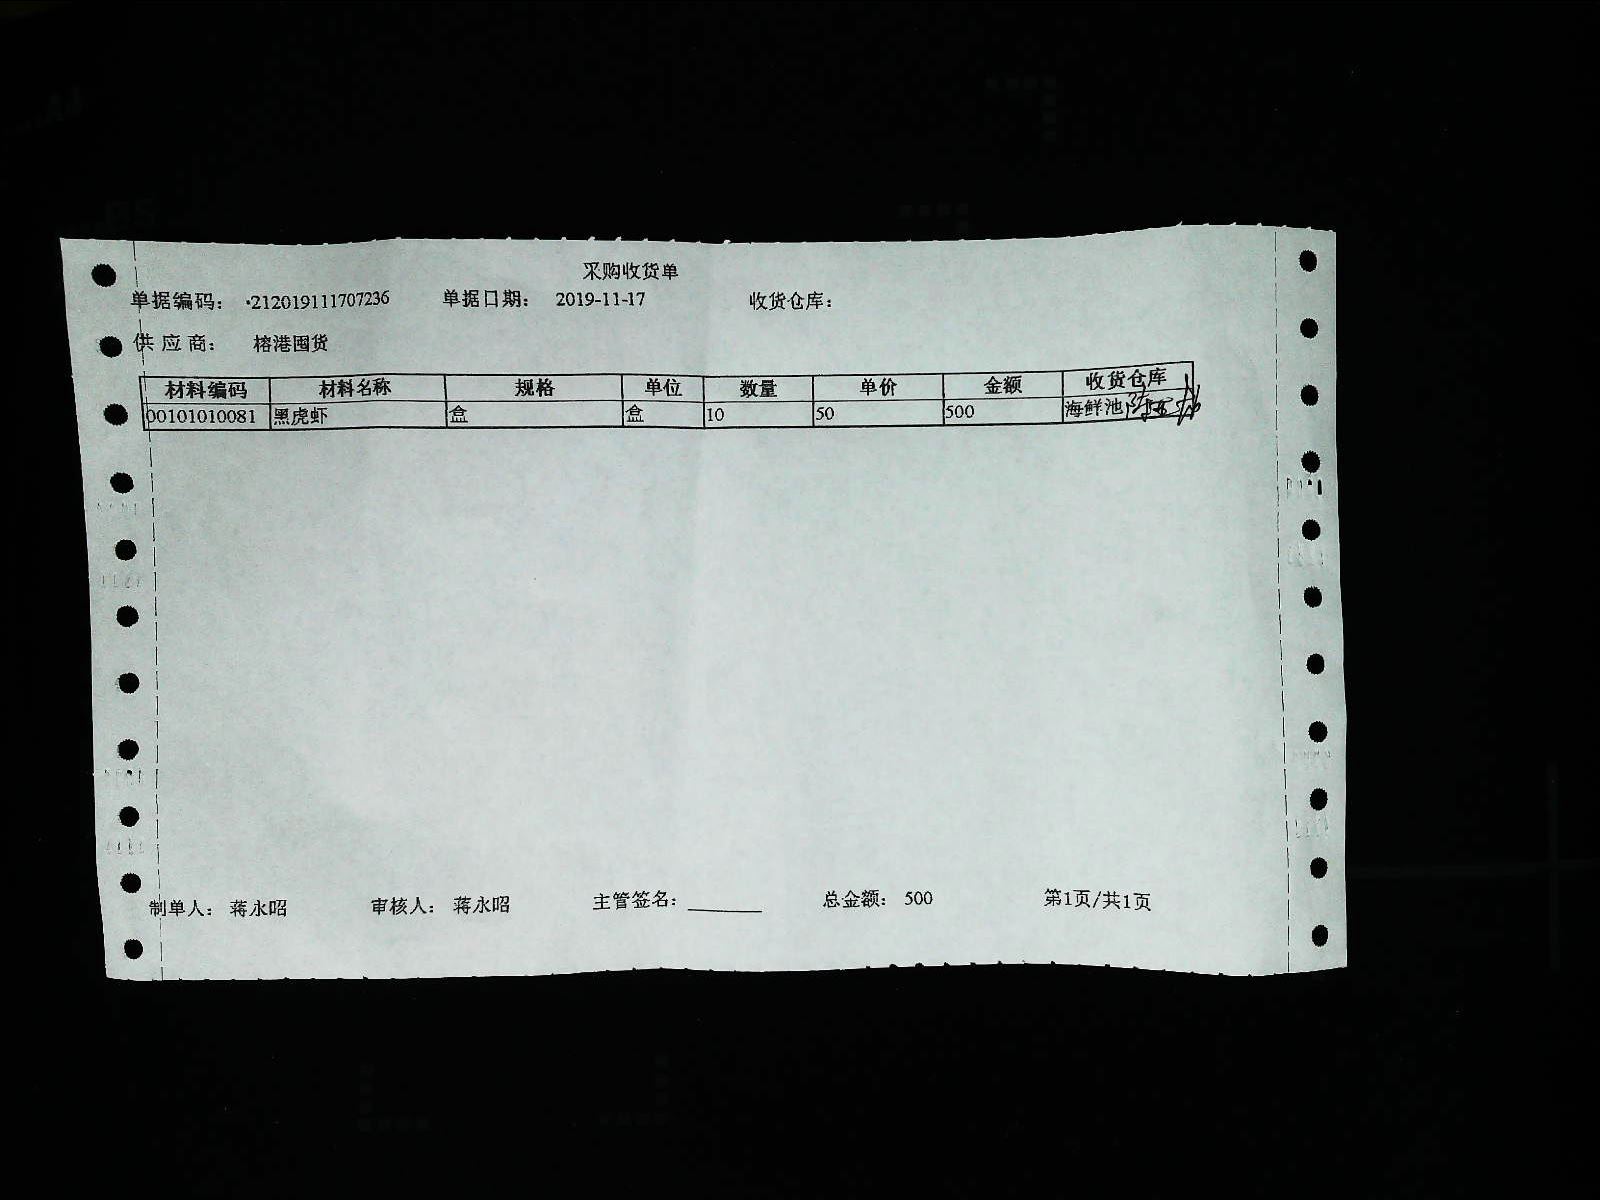 采购收货单
单据编码： 212019111707236 单据日期： 2019-11-17 收货仓库：
供应商： 榕港囤货
材料编码 材料名称 规格 单位 数量 单价 金额 收货仓库
00101010081 黑虎虾 盒 盒 10 50 500 海鲜池
制单人： 蒋永昭 审核人： 蒋永昭 主管签名： 总金额： 500 第1页/共1页